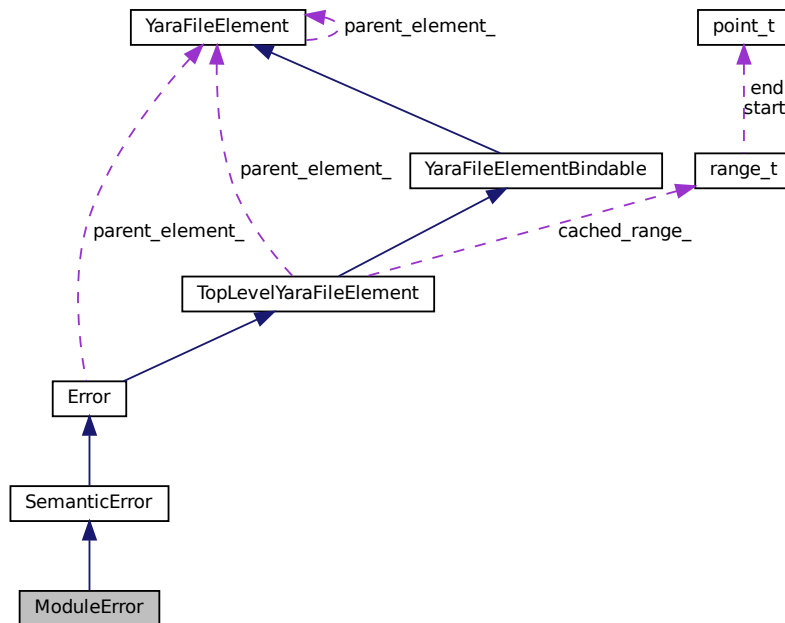 YaraFileElement
parent_element_
point_t
end
start
YaraFileElementBindable
range_t
parent_element_
parent_element_
cached_range_
TopLevelYaraFileElement
Error
SemanticError
ModuleError